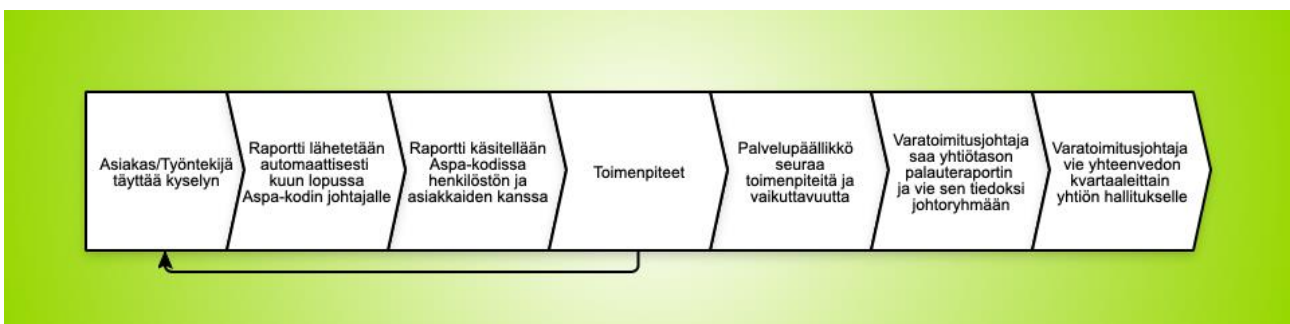 Asiakas/Työntekijä
täyttää kyselyn
Raportti lähetetään
automaattisesti
kuun lopussa
Aspa-kodin johtajalle
Raportti käsitellään
Aspa-kodissa
henkilöstön ja
asiakkaiden kanssa
Toimenpiteet
Palvelupäällikkö
seuraa
toimenpiteitä ja
vaikuttavuutta
Varatoimitusjohtaja
saa yhtiötason
palauteraportin
ja vie sen tiedoksi
johtoryhmään
Varatoimitusjohtaja
vie yhteenvedon
kvartaaleittain
yhtiön hallitukselle